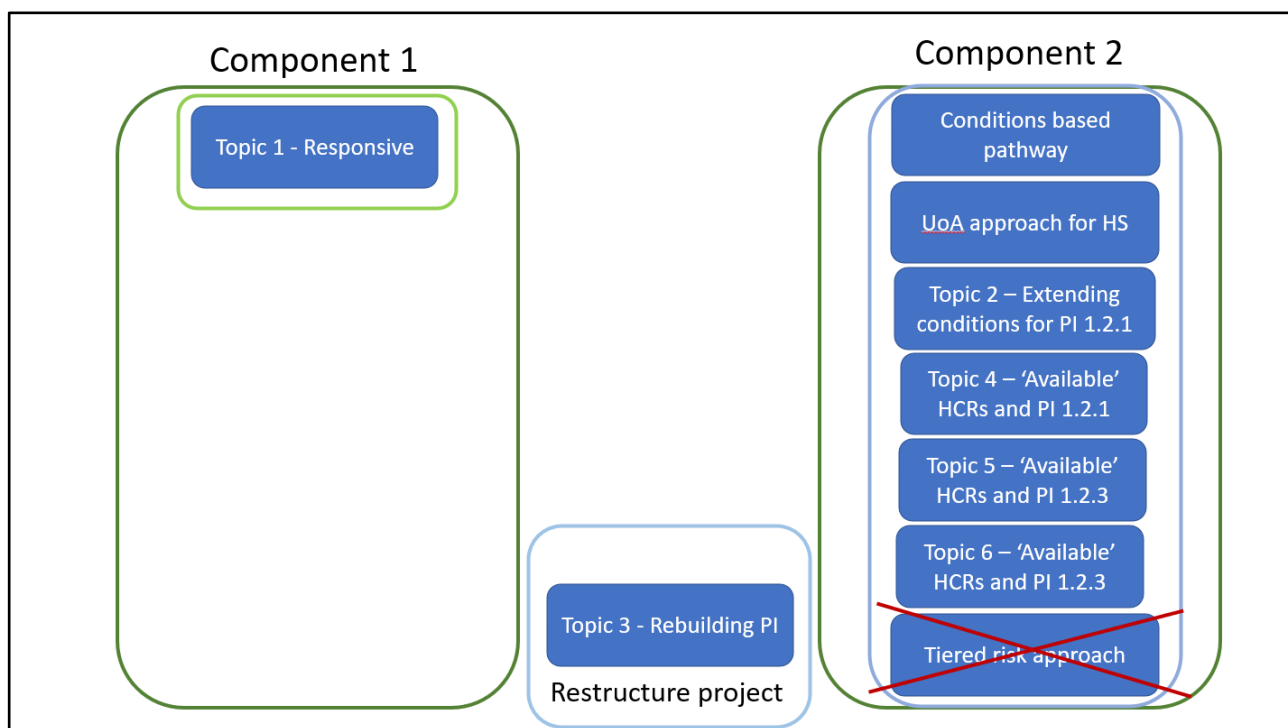 Component 1
Topic 1 - Responsive
Topic 3 - Rebuilding PI
Restructure project
Component 2
Conditions based
pathway
UoA approach for HS
Topic 2 – Extending
conditions for PI 1.2.1
Topic 4 – ‘Available’
HCRs and PI 1.2.1
Topic 5 – ‘Available’
HCRs and PI 1.2.3
Topic 6 – ‘Available’
HCRs and PI 1.2.3
Tiered risk approach